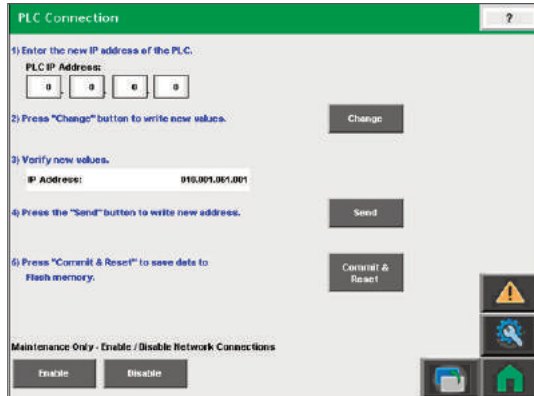 PLC Connection
?
1) Enter the new IP address of the PLC.
PLC IP Address:
0 . 0 . 0 . 0
2) Press "Change" button to write new values.
Change
3) Verify new values.
IP Address: 010.001.061.001
4) Press the "Send" button to write new address.
Send
5) Press "Commit & Reset" to save data to
Flash memory.
Commit &
Reset
Maintenance Only - Enable / Disable Network Connections
Enable
Disable